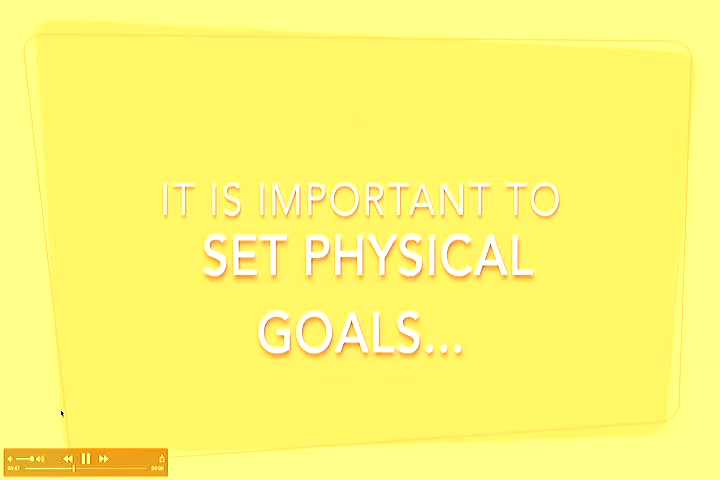 IT IS IMPORTANT TO
SET PHYSICAL
GOALS...